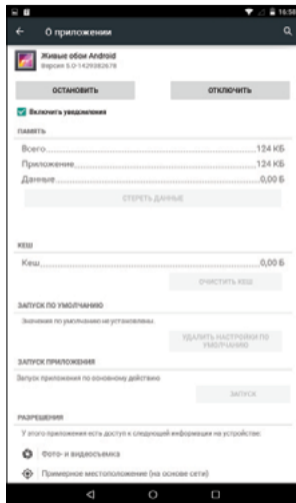 16:58
О приложении
Живые обои Android
Версия 5.0-1429382678
ОСТАНОВИТЬ
ОТКЛЮЧИТЬ
Включить уведомления
ПАМЯТЬ
Всего 124 КБ
Приложение 124 КБ
Данные 0,00 Б
СТЕРЕТЬ ДАННЫЕ
КЕШ
Кеш 0,00 Б
ОЧИСТИТЬ КЕШ
ЗАПУСК ПО УМОЛЧАНИЮ
Значения по умолчанию не установлены.
УДАЛИТЬ НАСТРОЙКИ ПО
УМОЛЧАНИЮ
ЗАПУСК ПРИЛОЖЕНИЯ
Запуск приложения по основному действию
ЗАПУСК
РАЗРЕШЕНИЯ
У этого приложения есть доступ к следующей информации на устройстве:
Фото- и видеосъемка
Примерное местоположение (на основе сети)